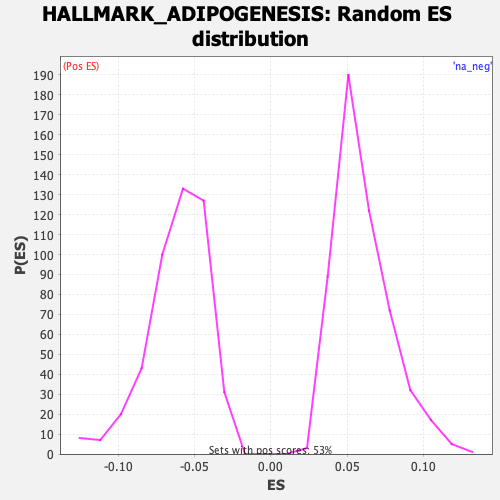 HALLMARK_ADIPOGENESIS: Random ES
distribution
(Pos ES)
'na_neg'
190
180
170
160
150
140
130
120
110
100
90
80
70
60
50
40
30
20
10
0
P(ES)
Sets with pos scores: 53%
-0.10 -0.05 0.00 0.05 0.10
ES